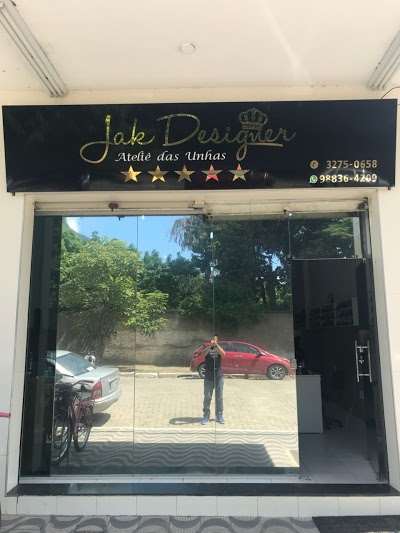 Jak Designer
Ateliê das Unhas
3275-0658
98836-4209